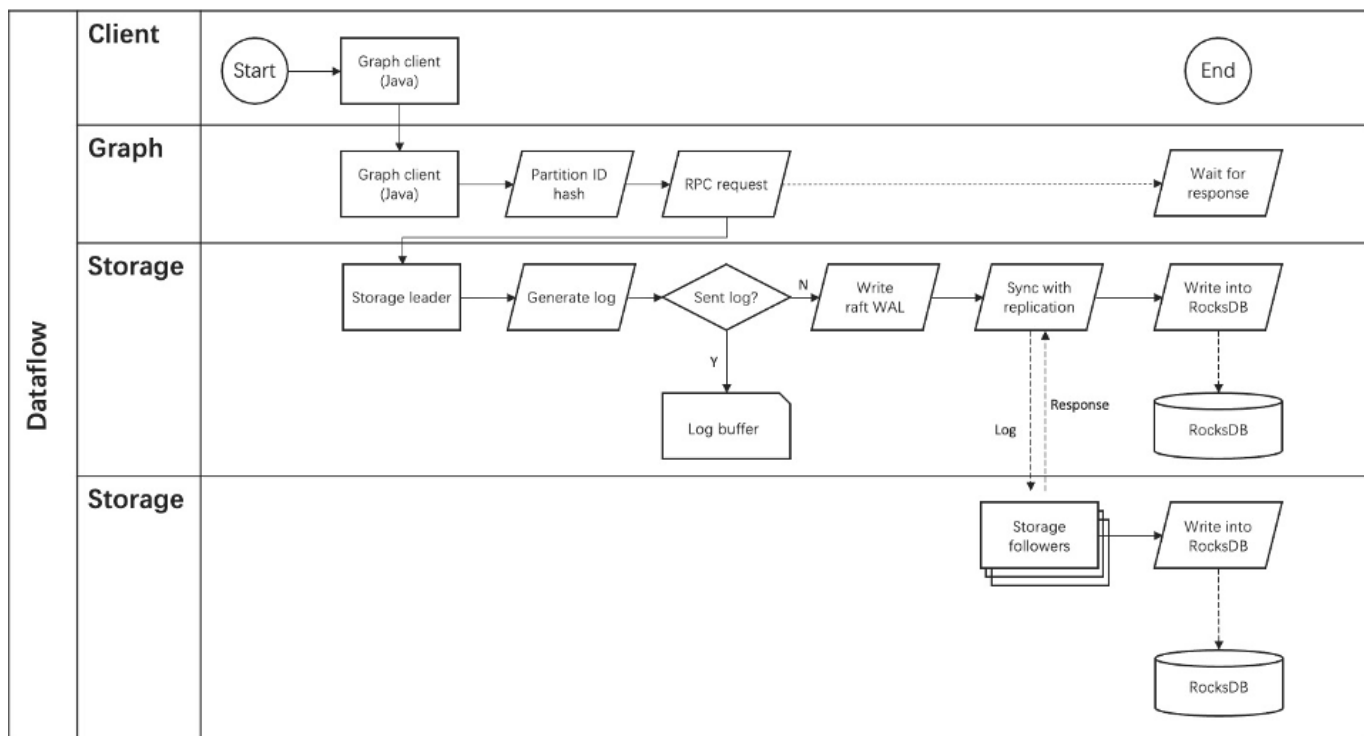 Dataflow
Client
Start
Graph client
(Java)
End
Graph
Graph client
(Java)
Partition ID
hash
RPC request
Wait for
response
Storage
Storage leader
Generate log
Sent log?
N
Write
raft WAL
Sync with
replication
Write into
RocksDB
Y
Log buffer
Log
Response
RocksDB
Storage
Storage
followers
Write into
RocksDB
RocksDB